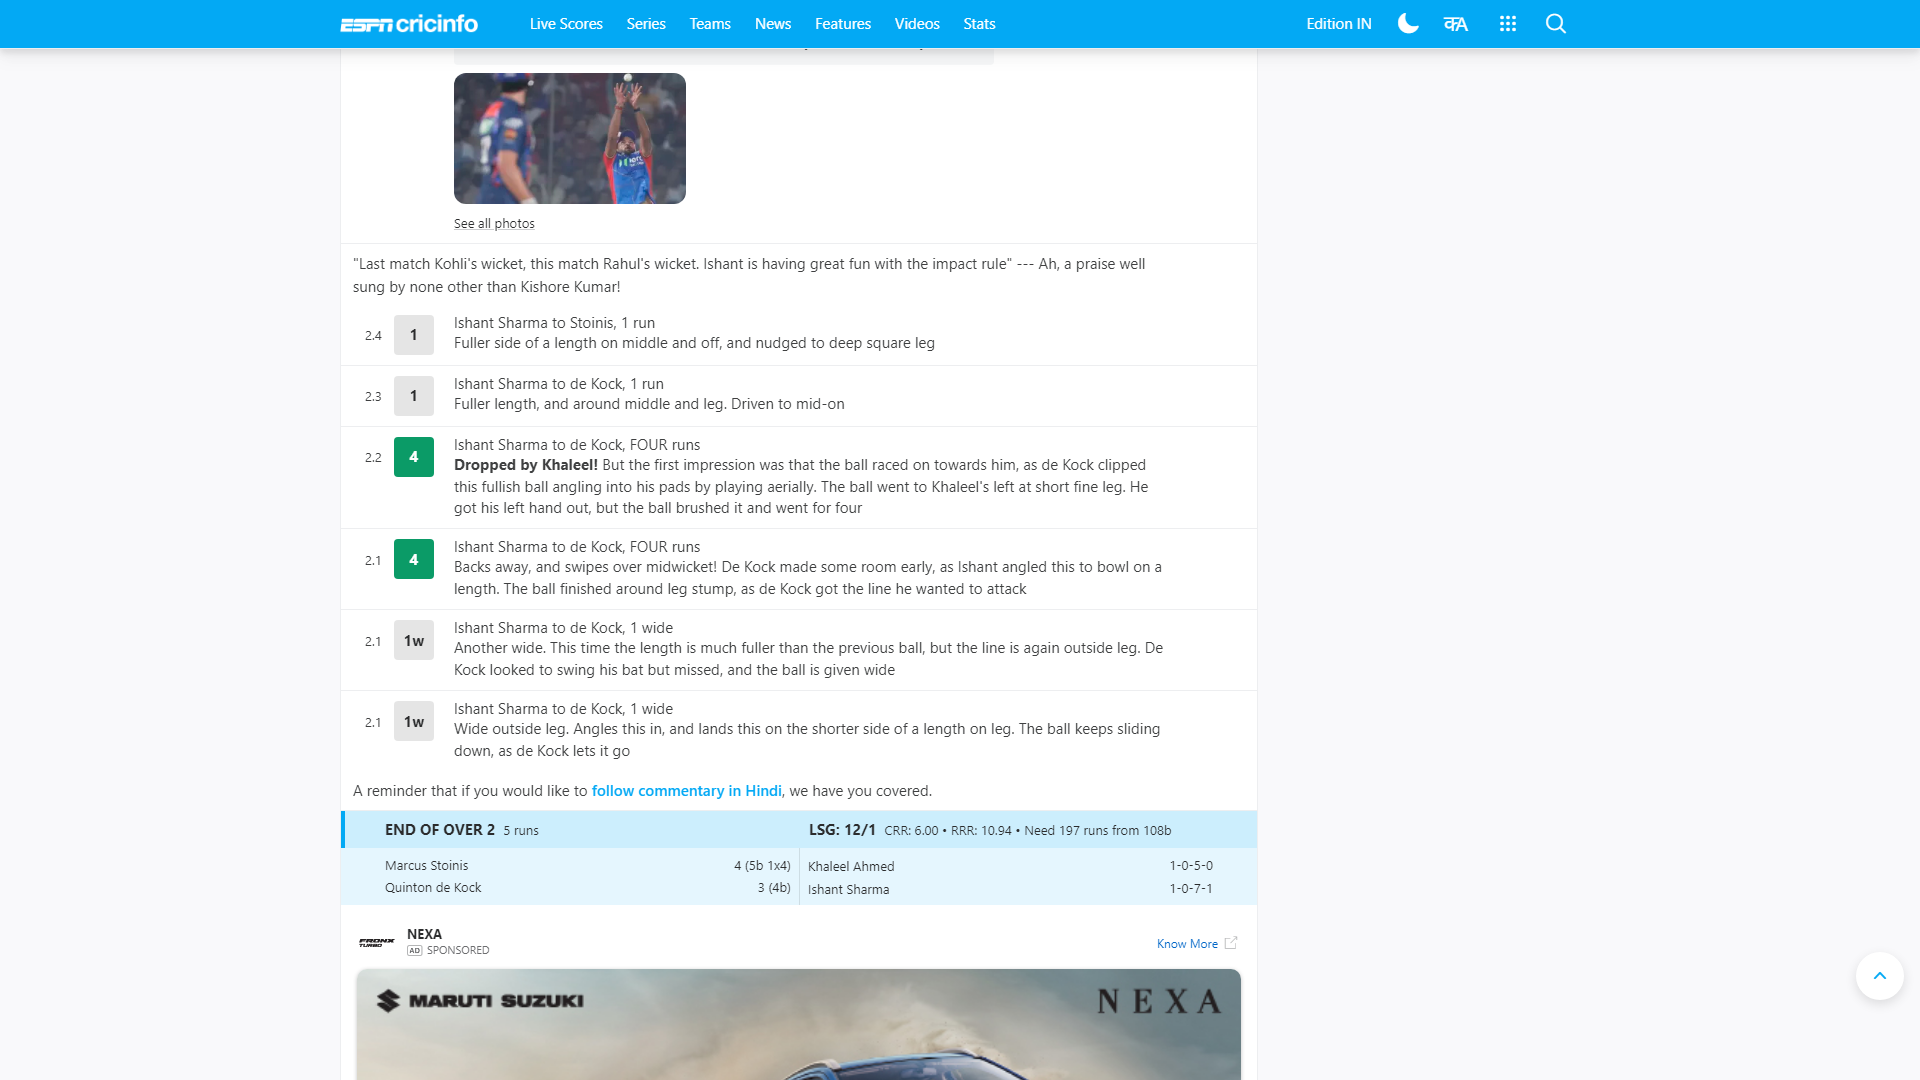 ESPN cricinfo
Live Scores
Series
Teams
News
Features
Videos
Stats
Edition IN
See all photos
"Last match Kohli's wicket, this match Rahul's wicket. Ishant is having great fun with the impact rule" --- Ah, a praise well
sung by none other than Kishore Kumar!
2.4
1
Ishant Sharma to Stoinis, 1 run
Fuller side of a length on middle and off, and nudged to deep square leg
2.3
1
Ishant Sharma to de Kock, 1 run
Fuller length, and around middle and leg. Driven to mid-on
2.2
4
Ishant Sharma to de Kock, FOUR runs
Dropped by Khaleel! But the first impression was that the ball raced on towards him, as de Kock clipped
this fullish ball angling into his pads by playing aerially. The ball went to Khaleel's left at short fine leg. He
got his left hand out, but the ball brushed it and went for four
2.1
4
Ishant Sharma to de Kock, FOUR runs
Backs away, and swipes over midwicket! De Kock made some room early, as Ishant angled this to bowl on a
length. The ball finished around leg stump, as de Kock got the line he wanted to attack
2.1
1w
Ishant Sharma to de Kock, 1 wide
Another wide. This time the length is much fuller than the previous ball, but the line is again outside leg. De
Kock looked to swing his bat but missed, and the ball is given wide
2.1
1w
Ishant Sharma to de Kock, 1 wide
Wide outside leg. Angles this in, and lands this on the shorter side of a length on leg. The ball keeps sliding
down, as de Kock lets it go
A reminder that if you would like to follow commentary in Hindi, we have you covered.
END OF OVER 2 5 runs
LSG: 12/1 CRR: 6.00 • RRR: 10.94 • Need 197 runs from 108b
Marcus Stoinis 4 (5b 1x4)
Quinton de Kock 3 (4b)
Khaleel Ahmed 1-0-5-0
Ishant Sharma 1-0-7-1
FRONX
TURBO
NEXA
AD SPONSORED
Know More
MARUTI SUZUKI
NEXA